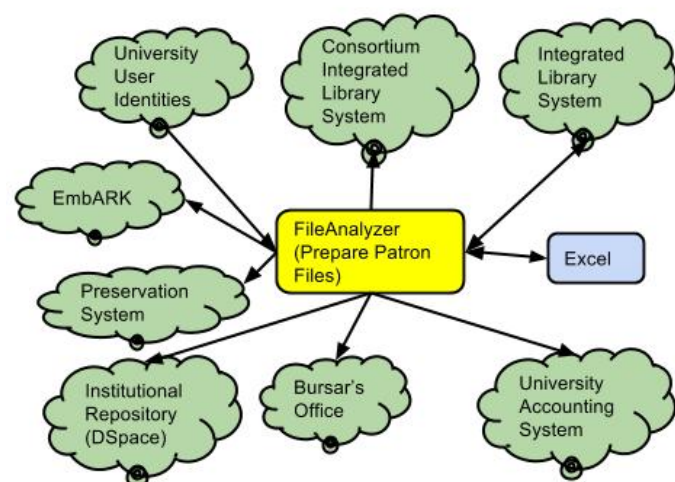 University
User
Identities
Consortium
Integrated
Library
System
Integrated
Library
System
EmbARK
FileAnalyzer
(Prepare Patron
Files)
Excel
Preservation
System
Institutional
Repository
(DSpace)
Bursar's
Office
University
Accounting
System